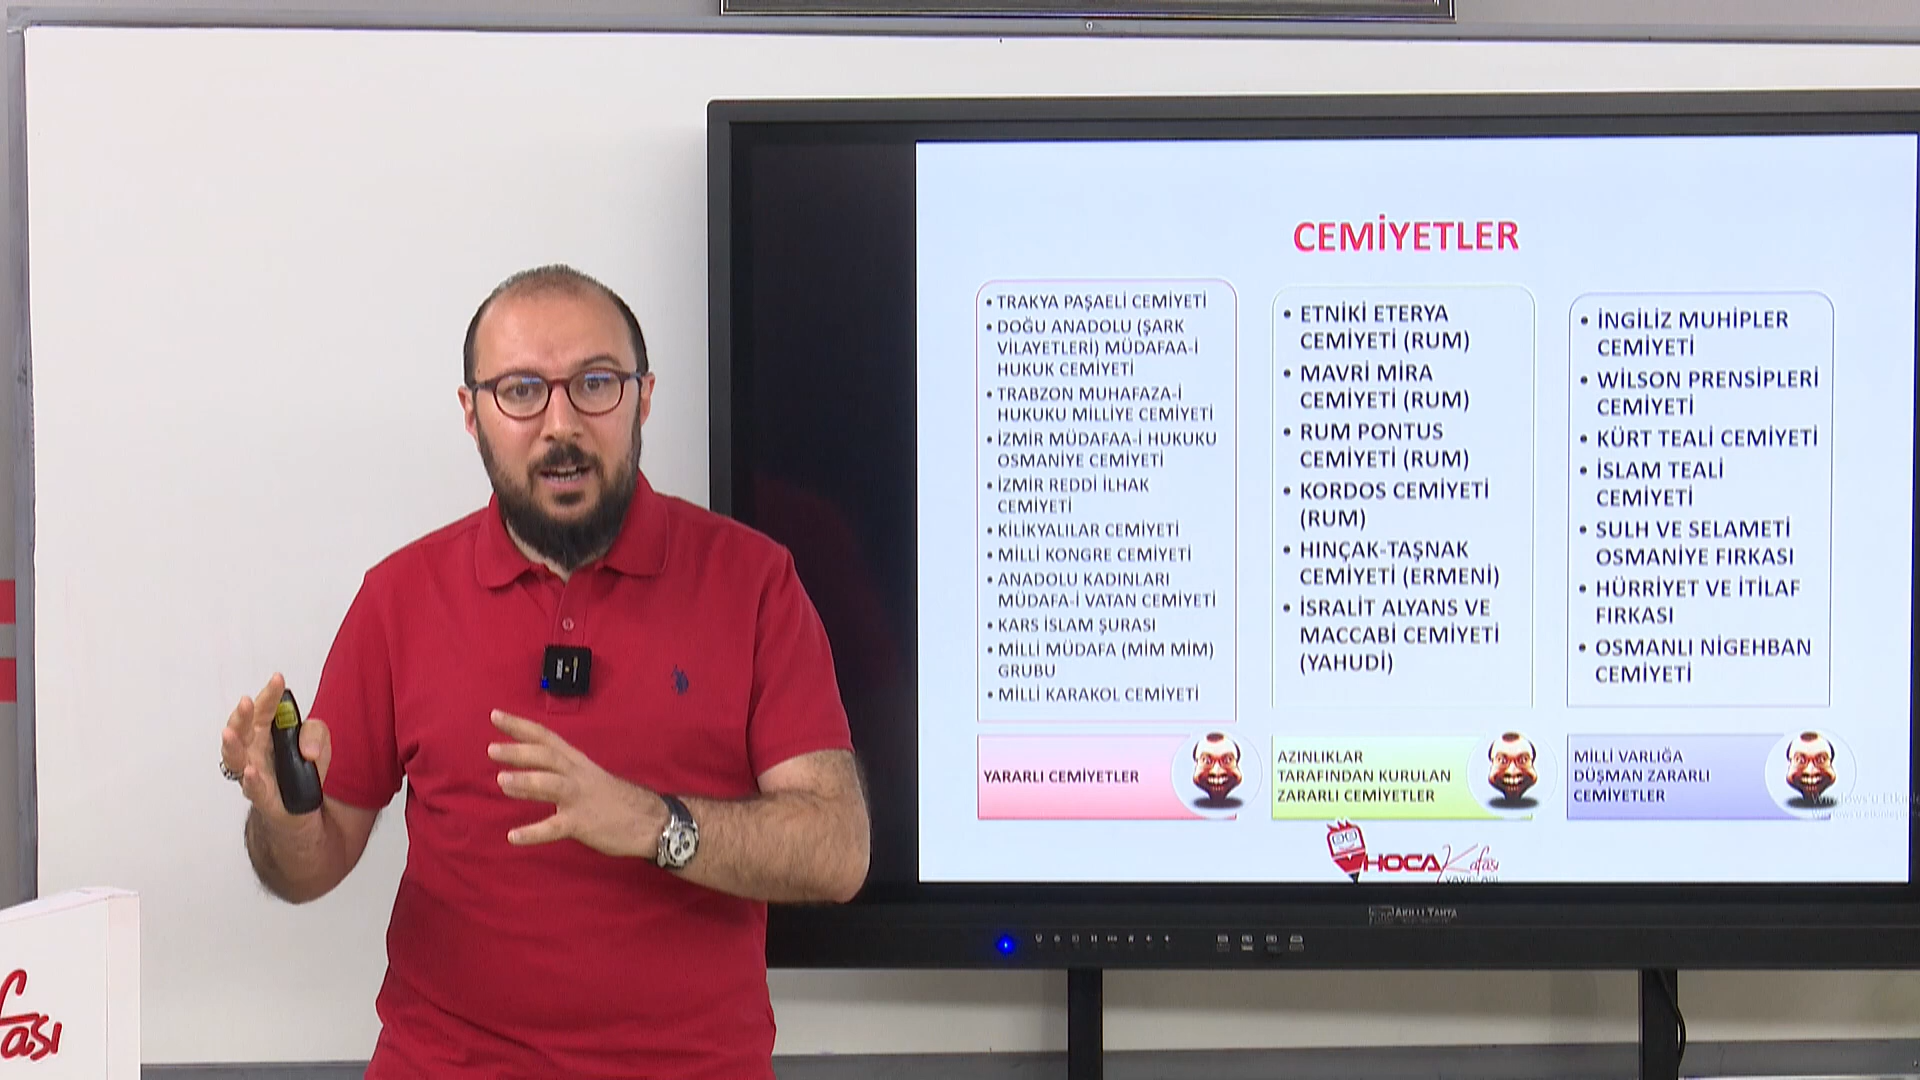 CEMİYETLER
• TRAKYA PAŞAELİ CEMİYETİ
• DOĞU ANADOLU (ŞARK
VİLAYETLERİ) MÜDAFAA-İ
HUKUK CEMİYETİ
• TRABZON MUHAFAZA-İ
HUKUKU MİLLİYE CEMİYETİ
• İZMİR MÜDAFAA-İ HUKUKU
OSMANİYE CEMİYETİ
• İZMİR REDDİ İLHAK
CEMİYETİ
• KİLİKYALILAR CEMİYETİ
• MİLLİ KONGRE CEMİYETİ
• ANADOLU KADINLARI
MÜDAFA-İ VATAN CEMİYETİ
• KARS İSLAM ŞURASI
• MİLLİ MÜDAFA (MİM MİM)
GRUBU
• MİLLİ KARAKOL CEMİYETİ
YARARLI CEMİYETLER
• ETNİKİ ETERYA
CEMİYETİ (RUM)
• MAVRİ MİRA
CEMİYETİ (RUM)
• RUM PONTUS
CEMİYETİ (RUM)
• KORDOS CEMİYETİ
(RUM)
• HINÇAK-TAŞNAK
CEMİYETİ (ERMENİ)
• İSRALİT ALYANS VE
MACCABİ CEMİYETİ
(YAHUDİ)
AZINLIKLAR
TARAFINDAN KURULAN
ZARARLI CEMİYETLER
• İNGİLİZ MUHİPLER
CEMİYETİ
• WİLSON PRENSİPLERİ
CEMİYETİ
• KÜRT TEALİ CEMİYETİ
• İSLAM TEALİ
CEMİYETİ
• SULH VE SELAMETİ
OSMANİYE FIRKASI
• HÜRRİYET VE İTİLAF
FIRKASI
• OSMANLI NİGEHBAN
CEMİYETİ
MİLLİ VARLIĞA
DÜŞMAN ZARARLI
CEMİYETLER
Windows'u Etkinle
HOCA Kafası
YAYINLARI
AKILLI TAHTA
fası